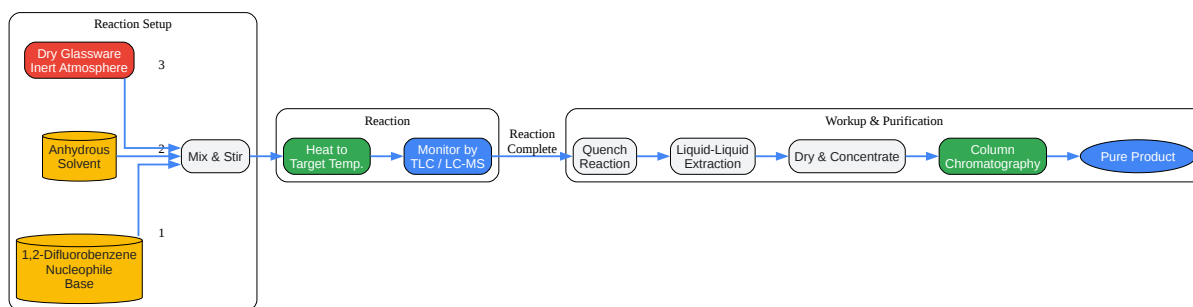 Reaction Setup
Dry Glassware
Inert Atmosphere
3
Anhydrous
Solvent
2
Mix & Stir
1,2-Difluorobenzene
Nucleophile
Base
1
Reaction
Heat to
Target Temp.
Monitor by
TLC / LC-MS
Reaction
Complete
Workup & Purification
Quench
Reaction
Liquid-Liquid
Extraction
Dry & Concentrate
Column
Chromatography
Pure Product